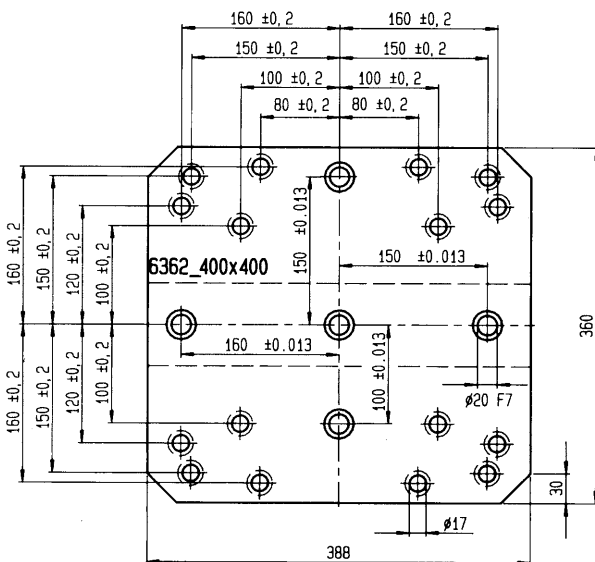 160 ±0,2 160 ±0,2
150 ±0,2 150 ±0,2
100 ±0,2 100 ±0,2
80 ±0,2 80 ±0,2
160 ±0,2
150 ±0,2
120 ±0,2
100 ±0,2
150 ±0.013
150 ±0.013
6362_400x400
360
160 ±0.013
100 ±0.013
160 ±0,2
150 ±0,2
120 ±0,2
100 ±0,2
ø20 F7
30
ø17
388